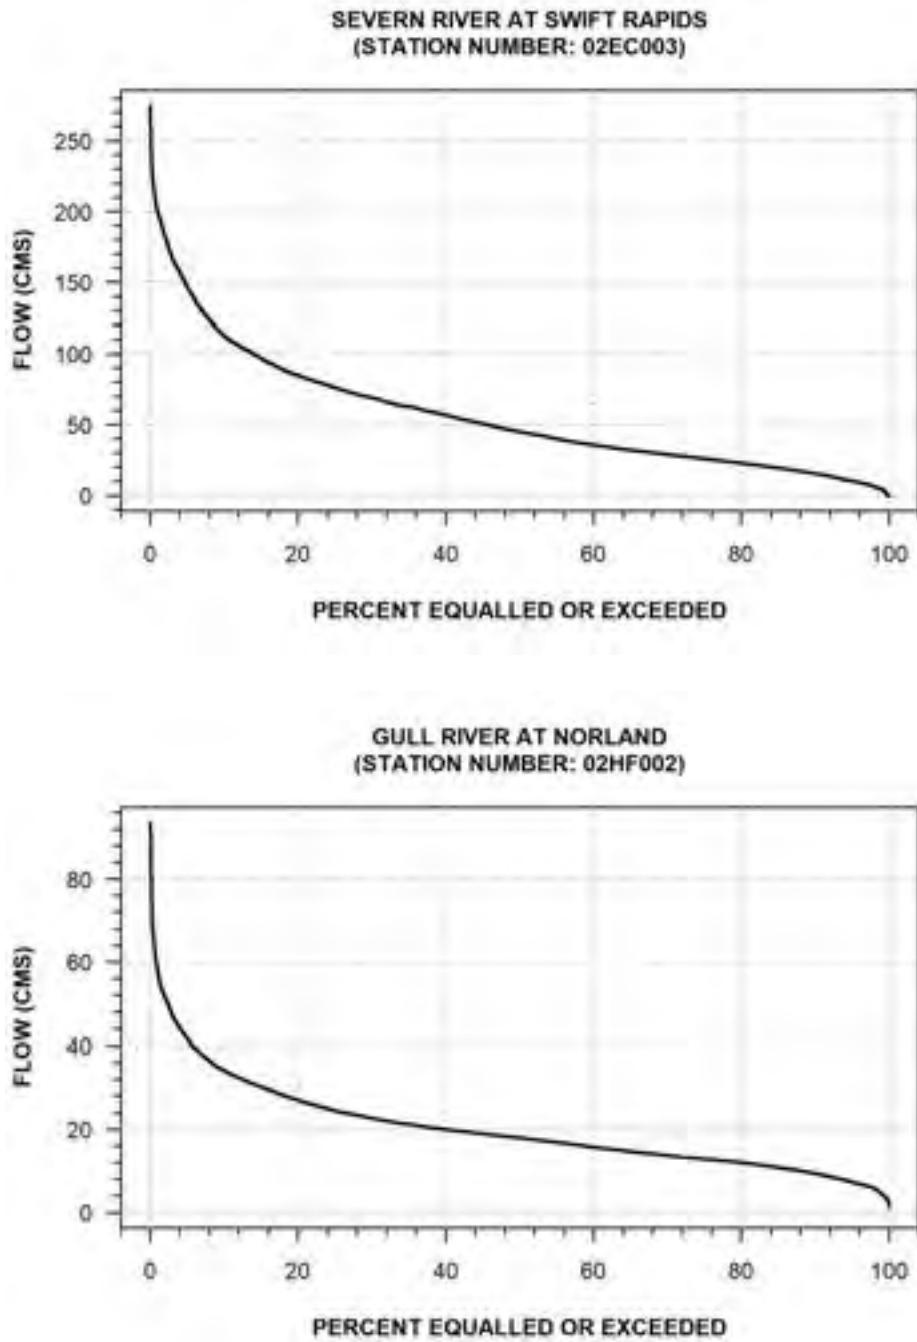 SEVERN RIVER AT SWIFT RAPIDS
(STATION NUMBER: 02EC003)
250
200
150
100
50
0
FLOW (CMS)
0 20 40 60 80 100
PERCENT EQUALLED OR EXCEEDED
GULL RIVER AT NORLAND
(STATION NUMBER: 02HF002)
80
60
40
20
0
FLOW (CMS)
0 20 40 60 80 100
PERCENT EQUALLED OR EXCEEDED